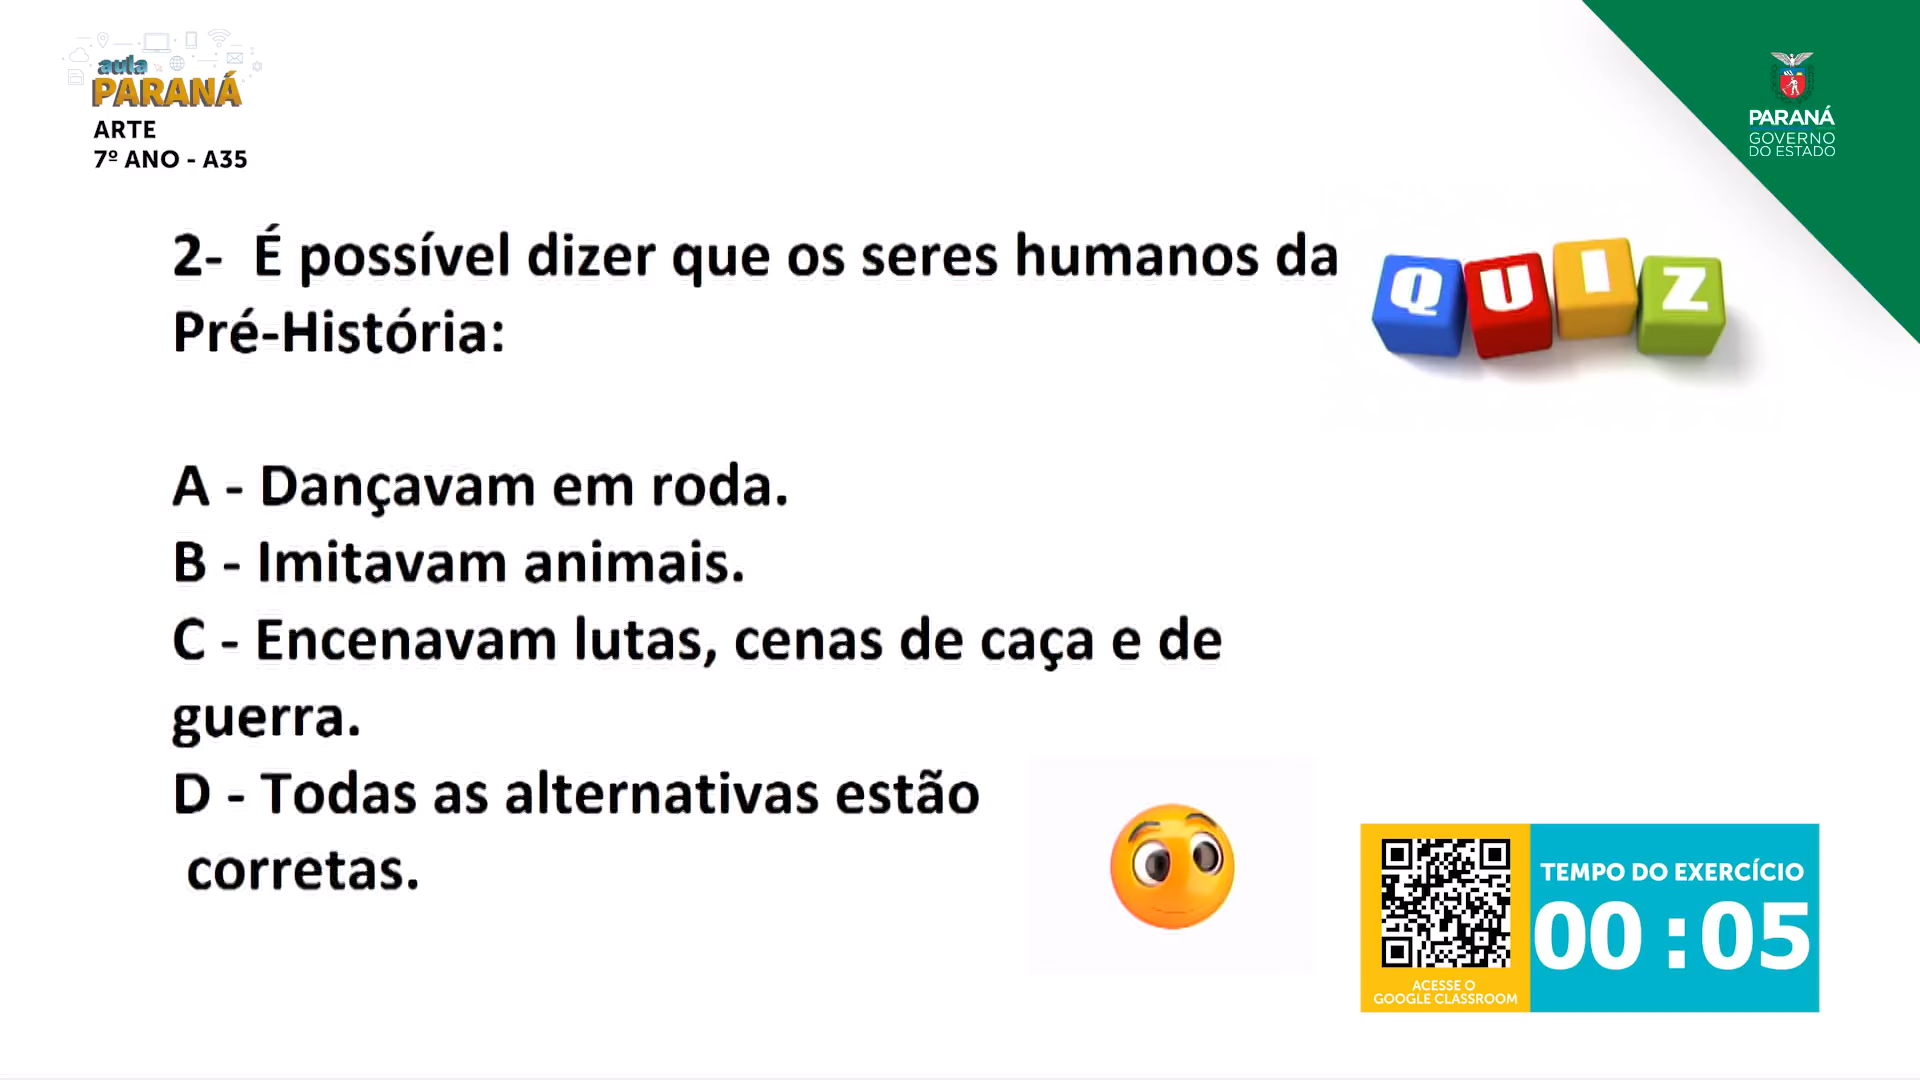 aula
PARANÁ
ARTE
7º ANO - A35
PARANÁ
GOVERNO
DO ESTADO
2- É possível dizer que os seres humanos da
Pré-História:
QUIZ
A - Dançavam em roda.
B - Imitavam animais.
C - Encenavam lutas, cenas de caça e de
guerra.
D - Todas as alternativas estão
corretas.
TEMPO DO EXERCÍCIO
00 : 05
ACESSE O
GOOGLE CLASSROOM